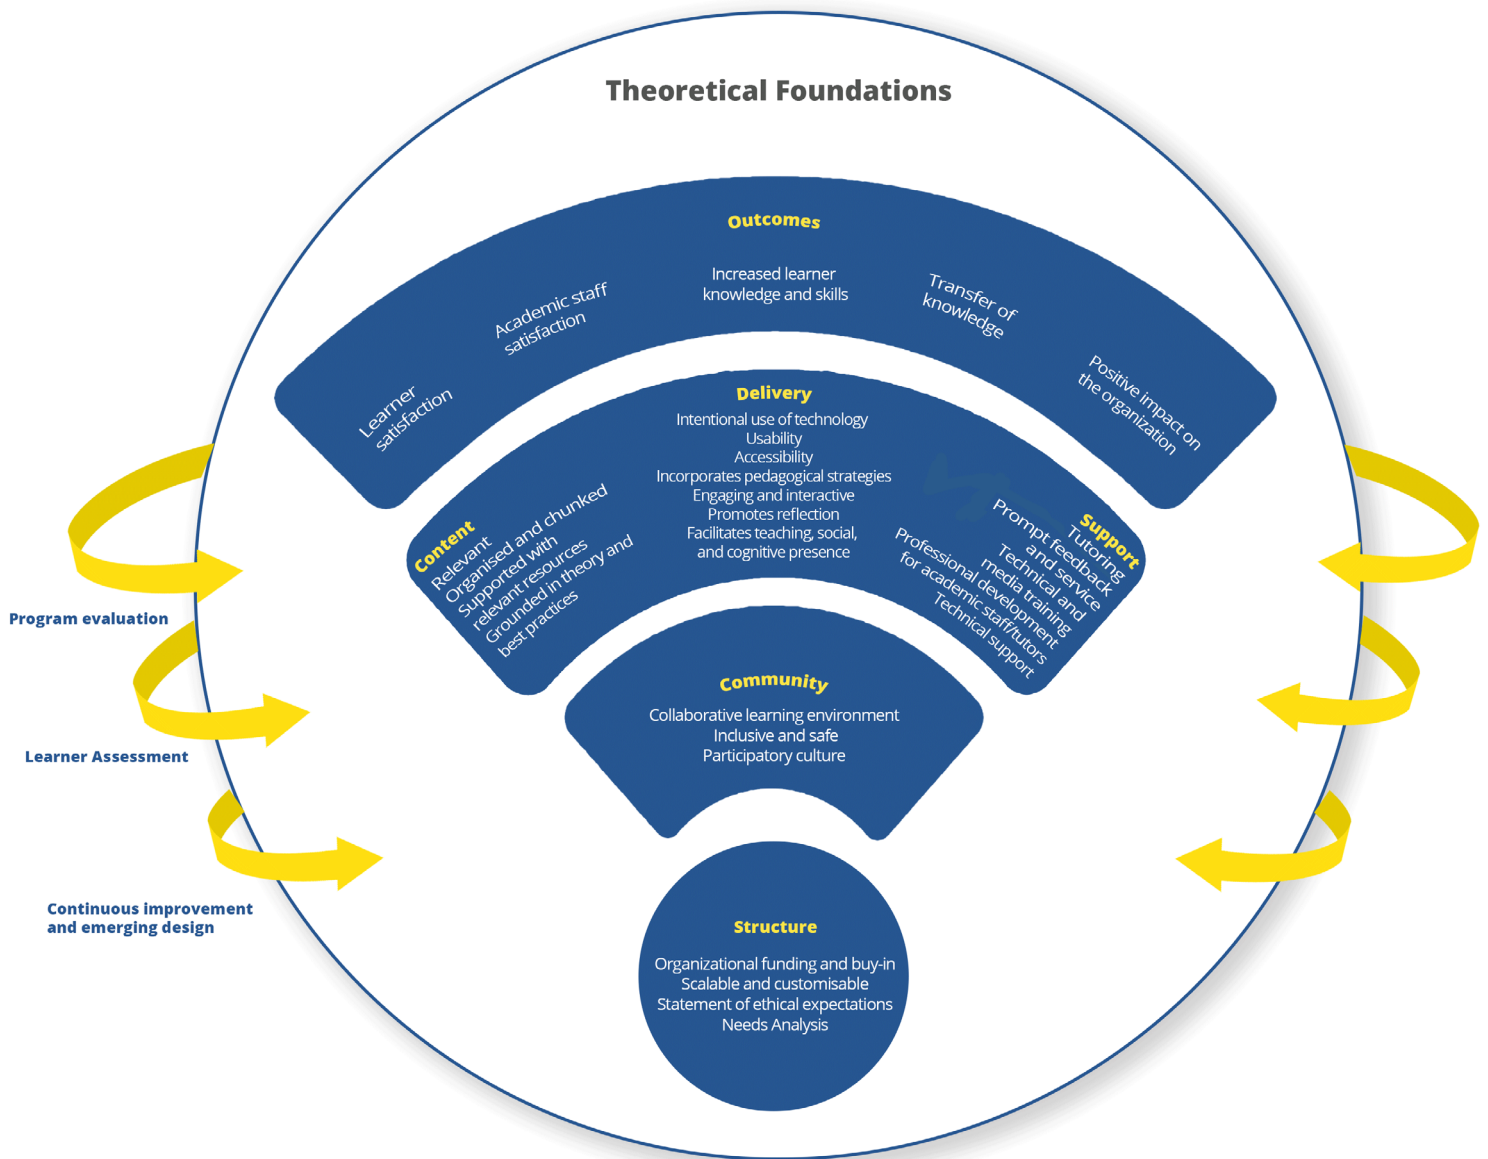 Theoretical Foundations
Outcomes
Learner
satisfaction
Academic staff
satisfaction
Increased learner
knowledge and skills
Transfer of
knowledge
Positive impact on
the organization
Content
Relevant
Organised and chunked
Supported with
relevant resources
Grounded in theory and
best practices
Delivery
Intentional use of technology
Usability
Accessibility
Incorporates pedagogical strategies
Engaging and interactive
Promotes reflection
Facilitates teaching, social,
and cognitive presence
Support
Tutoring
Prompt feedback
and service
Technical and
media training
Professional development
for academic staff/tutors
Technical support
Community
Collaborative learning environment
Inclusive and safe
Participatory culture
Structure
Organizational funding and buy-in
Scalable and customisable
Statement of ethical expectations
Needs Analysis
Program evaluation
Learner Assessment
Continuous improvement
and emerging design